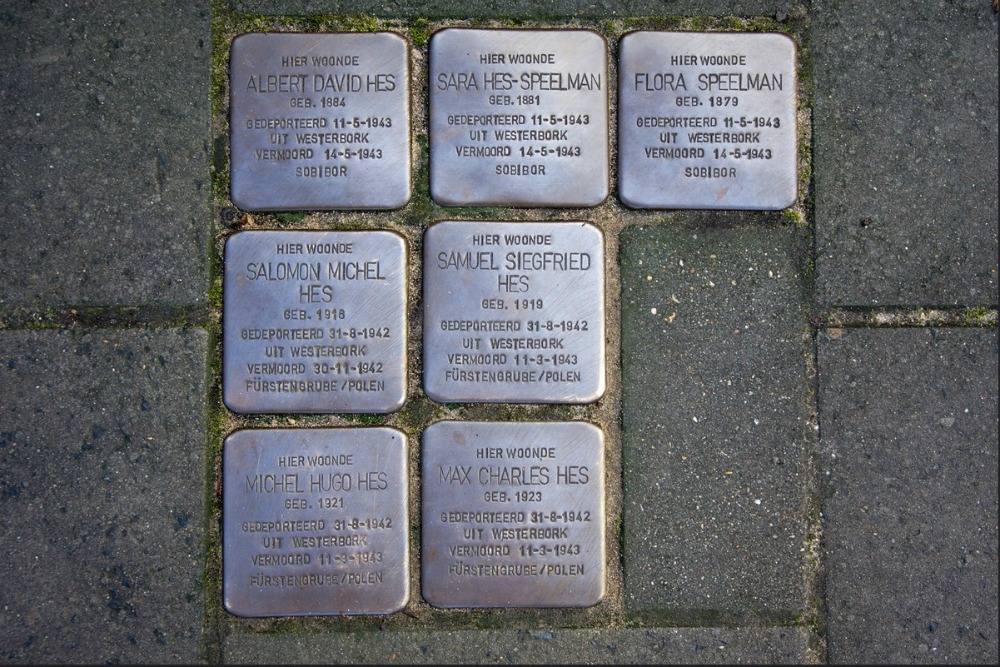 HIER WOONDE
ALBERT DAVID HES
GEB. 1884
GEDEPORTEERD 11-5-1943
UIT WESTERBORK
VERMOORD 14-5-1943
SOBIBOR
HIER WOONDE
SARA HES-SPEELMAN
GEB. 1881
GEDEPORTEERD 11-5-1943
UIT WESTERBORK
VERMOORD 14-5-1943
SOBIBOR
HIER WOONDE
FLORA SPEELMAN
GEB. 1879
GEDEPORTEERD 11-5-1943
UIT WESTERBORK
VERMOORD 14-5-1943
SOBIBOR
HIER WOONDE
SALOMON MICHEL
HES
GEB. 1916
GEDEPORTEERD 31-8-1942
UIT WESTERBORK
VERMOORD 30-11-1942
FÜRSTENGRUBE/POLEN
HIER WOONDE
SAMUEL SIEGFRIED
HES
GEB. 1919
GEDEPORTEERD 31-8-1942
UIT WESTERBORK
VERMOORD 11-3-1943
FÜRSTENGRUBE/POLEN
HIER WOONDE
MICHEL HUGO HES
GEB. 1921
GEDEPORTEERD 31-8-1942
UIT WESTERBORK
VERMOORD 11-3-1943
FÜRSTENGRUBE/POLEN
HIER WOONDE
MAX CHARLES HES
GEB. 1923
GEDEPORTEERD 31-8-1942
UIT WESTERBORK
VERMOORD 11-3-1943
FÜRSTENGRUBE/POLEN